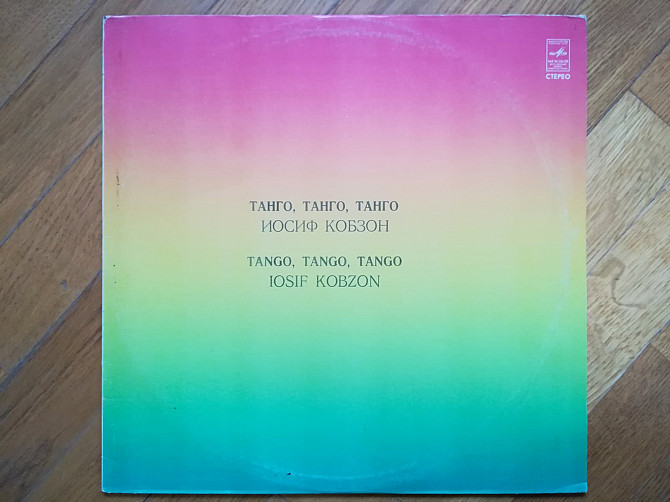 СТЕРЕО
ТАНГО, ТАНГО, ТАНГО
ИОСИФ КОБЗОН
TANGO, TANGO, TANGO
IOSIF KOBZON